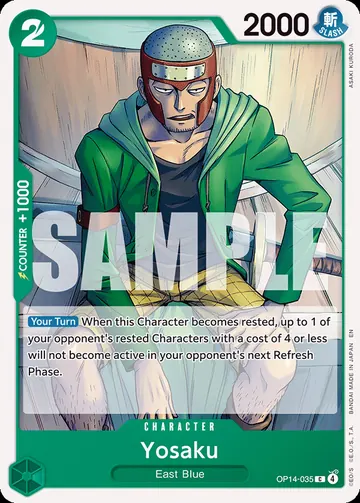 2
2000
斬
SLASH
ASAKI KURODA
COUNTER +1000
SAMPLE
Your Turn When this Character becomes rested, up to 1 of
your opponent's rested Characters with a cost of 4 or less
will not become active in your opponent's next Refresh
Phase.
CHARACTER
Yosaku
East Blue
OP14-035 C 4
©E.O./S. ©E.O./S., T.A. BANDAI MADE IN JAPAN EN